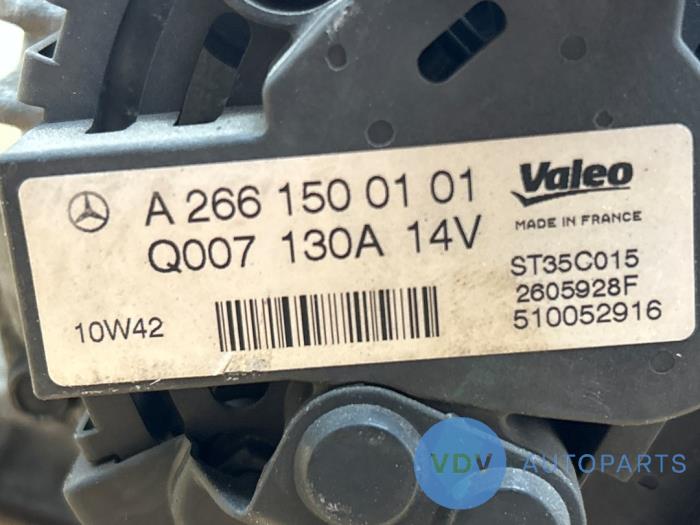 A 266 150 01 01
Q007 130A 14V
10W42
Valeo
MADE IN FRANCE
ST35C015
2605928F
510052916
VDV AUTOPARTS